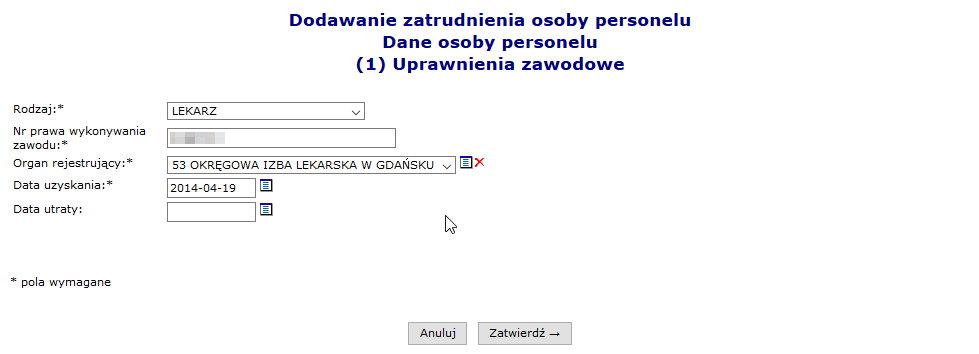 Dodawanie zatrudnienia osoby personelu
Dane osoby personelu
(1) Uprawnienia zawodowe
Rodzaj:* LEKARZ
Nr prawa wykonywania
zawodu:*
Organ rejestrujący:* 53 OKRĘGOWA IZBA LEKARSKA W GDAŃSKU
Data uzyskania:* 2014-04-19
Data utraty:
* pola wymagane
Anuluj Zatwierdź →